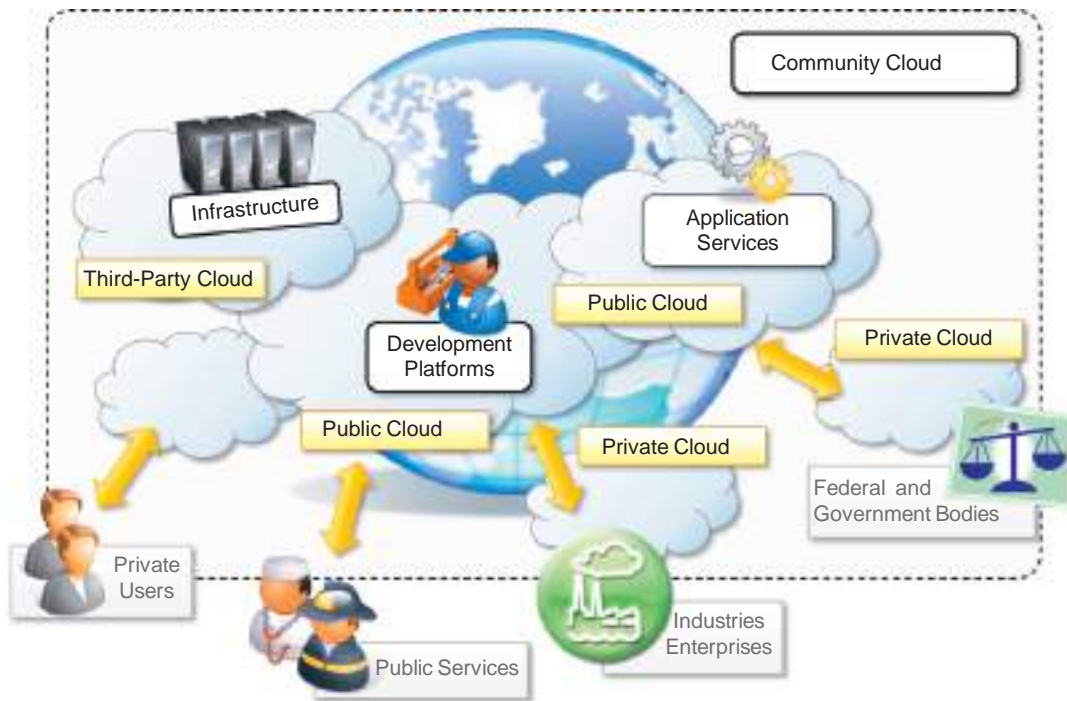 Community Cloud
Infrastructure
Application
Services
Third-Party Cloud
Public Cloud
Development
Platforms
Private Cloud
Public Cloud
Private Cloud
Federal and
Government Bodies
Private
Users
Industries
Enterprises
Public Services